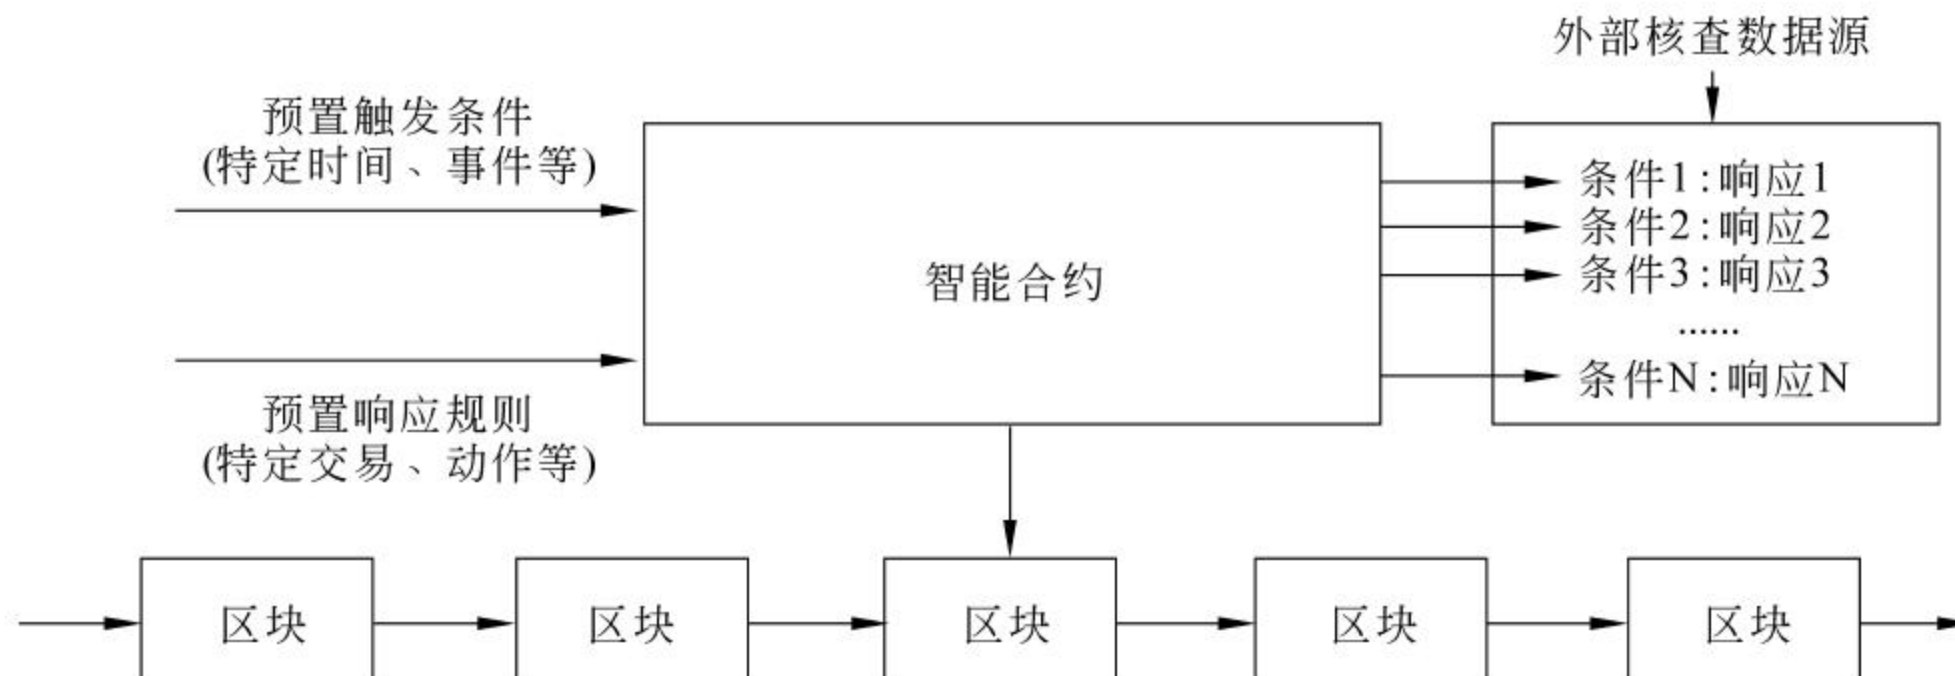 外部核查数据源
预置触发条件
(特定时间、事件等)
条件1:响应1
条件2:响应2
智能合约
条件3:响应3
......
条件N:响应N
预置响应规则
(特定交易、动作等)
区块
区块
区块
区块
区块